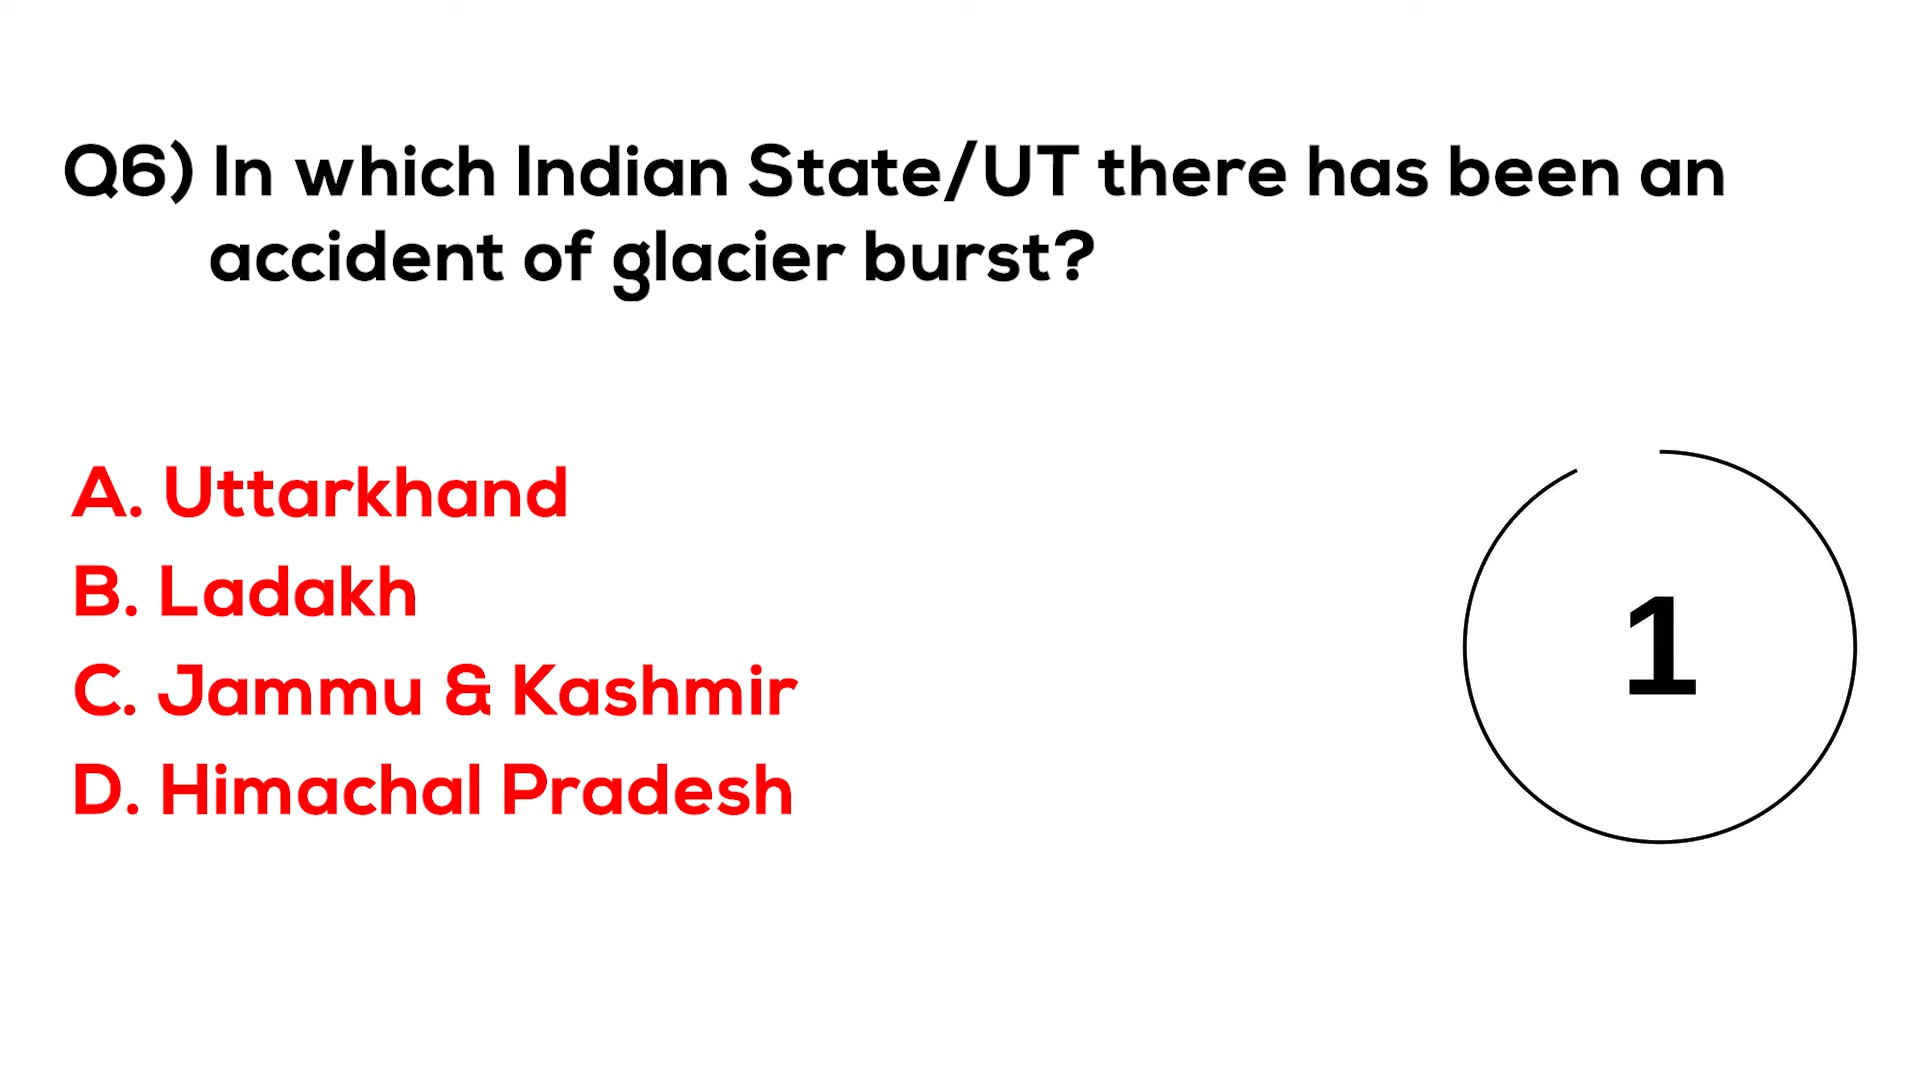 Q6) In which Indian State/UT there has been an
accident of glacier burst?
A. Uttarkhand
B. Ladakh
C. Jammu & Kashmir
D. Himachal Pradesh
1